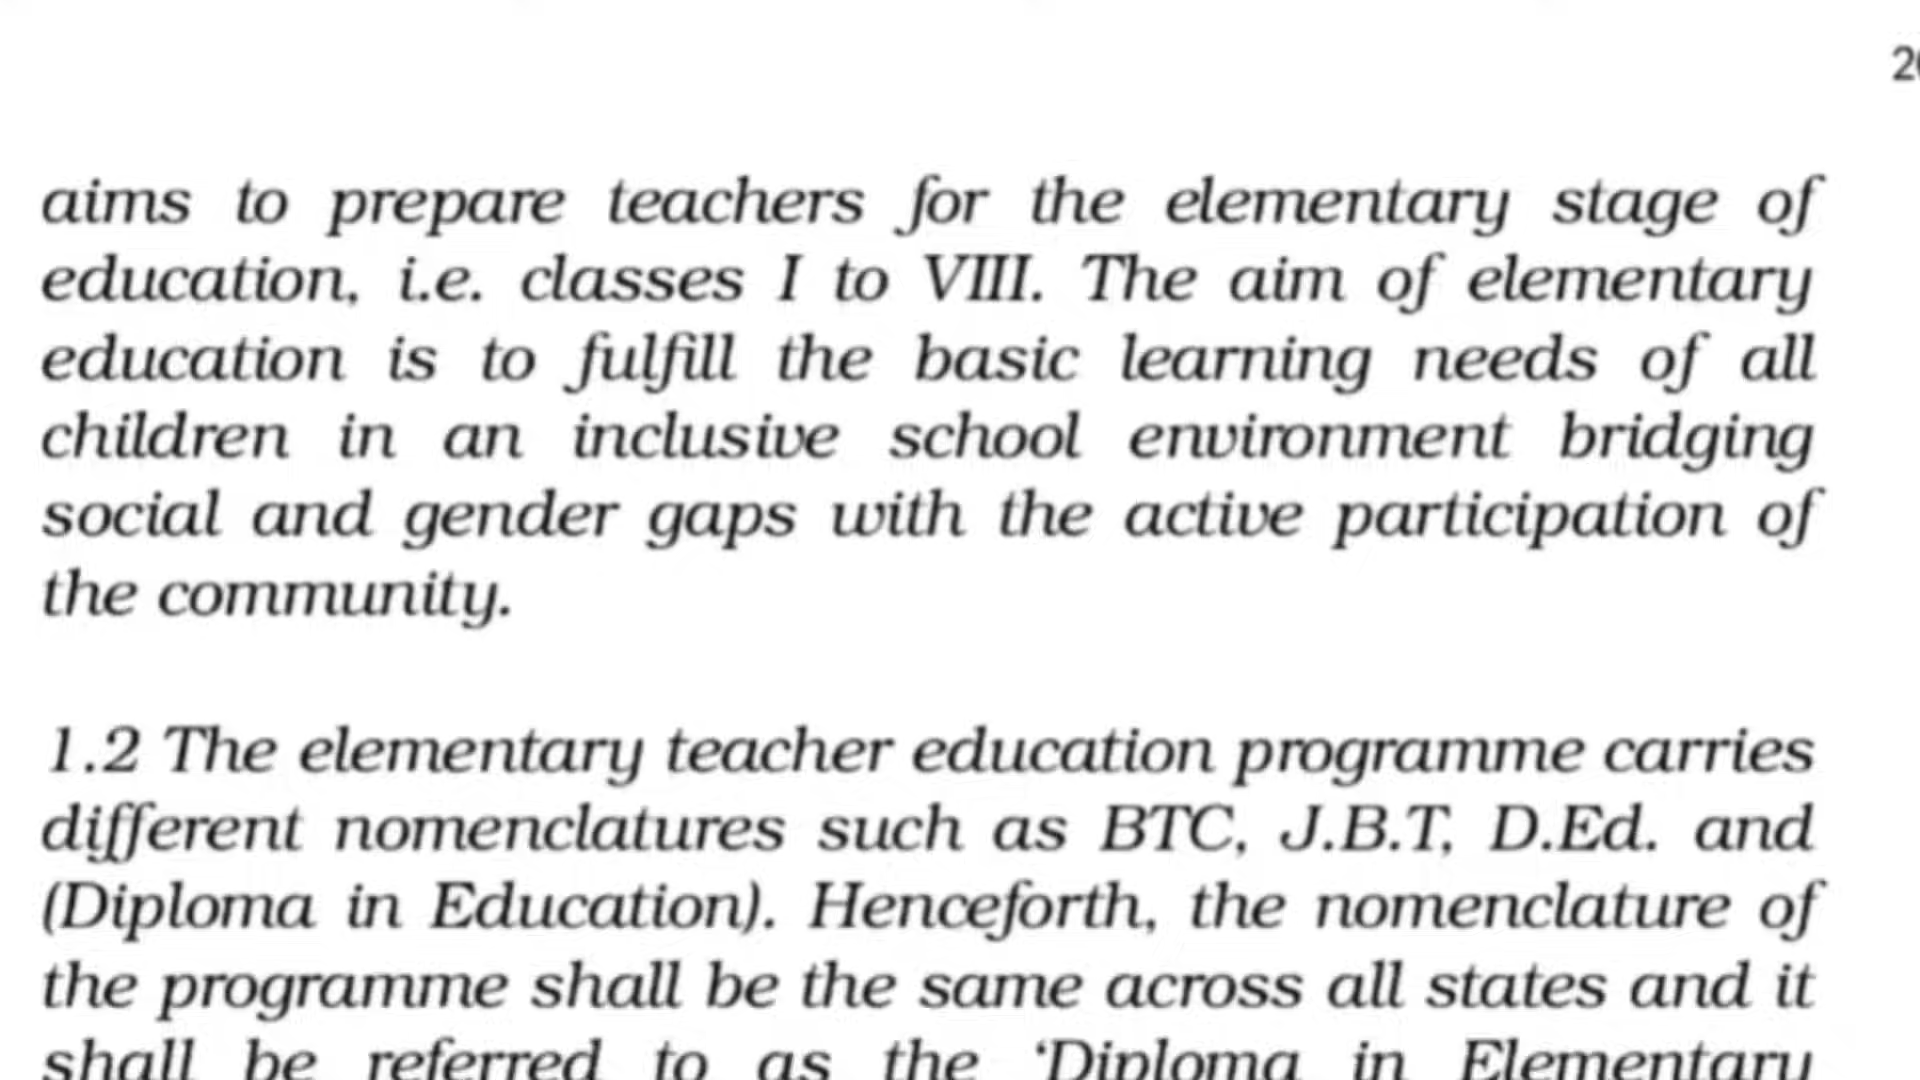 aims to prepare teachers for the elementary stage of
education, i.e. classes I to VIII. The aim of elementary
education is to fulfill the basic learning needs of all
children in an inclusive school environment bridging
social and gender gaps with the active participation of
the community.
1.2 The elementary teacher education programme carries
different nomenclatures such as BTC, J.B.T, D.Ed. and
(Diploma in Education). Henceforth, the nomenclature of
the programme shall be the same across all states and it
shall be referred to as the ‘Diploma in Elementary